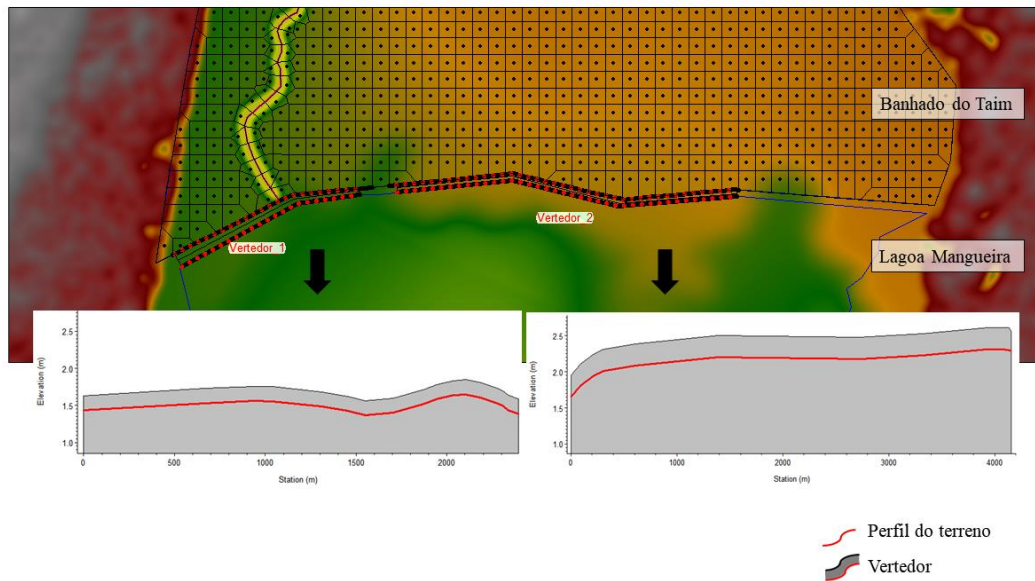 Banhado do Taim
Vertedor_2
Vertedor_1
Lagoa Mangueira
2.5
2.0
1.5
1.0
Elevation (m)
0
500
1000
1500
2000
Station (m)
2.5
2.0
1.5
1.0
Elevation (m)
0
1000
2000
3000
4000
Station (m)
Perfil do terreno
Vertedor